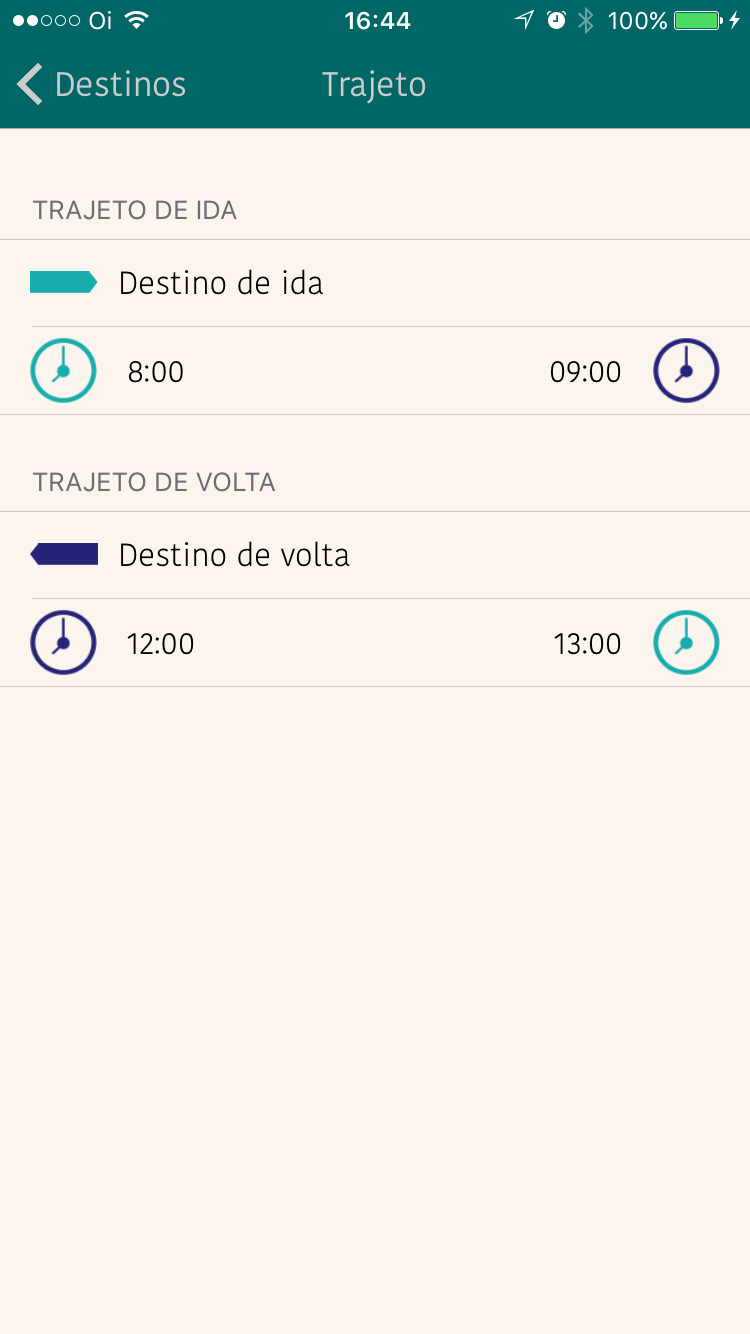 Oi 16:44 100%
Destinos Trajeto
TRAJETO DE IDA
Destino de ida
8:00 09:00
TRAJETO DE VOLTA
Destino de volta
12:00 13:00